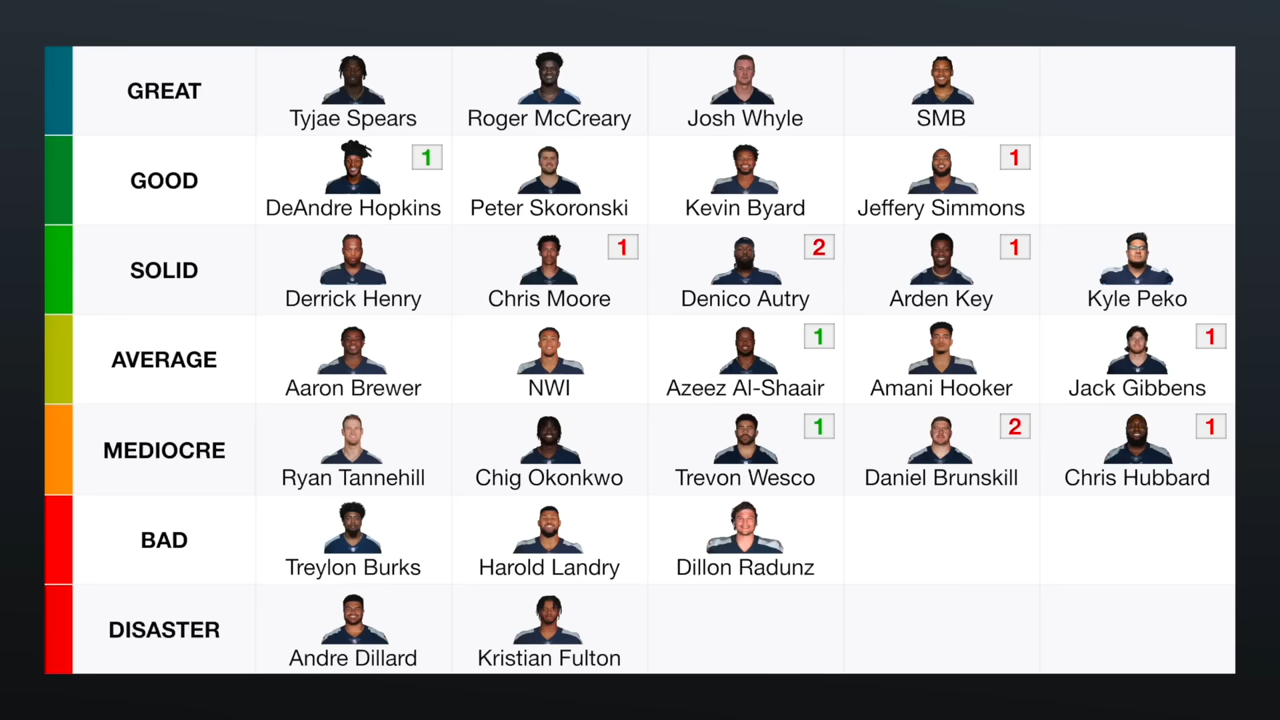 GREAT
Tyjae Spears
Roger McCreary
Josh Whyle
SMB
GOOD
1
DeAndre Hopkins
Peter Skoronski
Kevin Byard
1
Jeffery Simmons
SOLID
Derrick Henry
1
Chris Moore
2
Denico Autry
1
Arden Key
Kyle Peko
AVERAGE
Aaron Brewer
NWI
1
Azeez Al-Shaair
Amani Hooker
1
Jack Gibbens
MEDIOCRE
Ryan Tannehill
Chig Okonkwo
1
Trevon Wesco
2
Daniel Brunskill
1
Chris Hubbard
BAD
Treylon Burks
Harold Landry
Dillon Radunz
DISASTER
Andre Dillard
Kristian Fulton